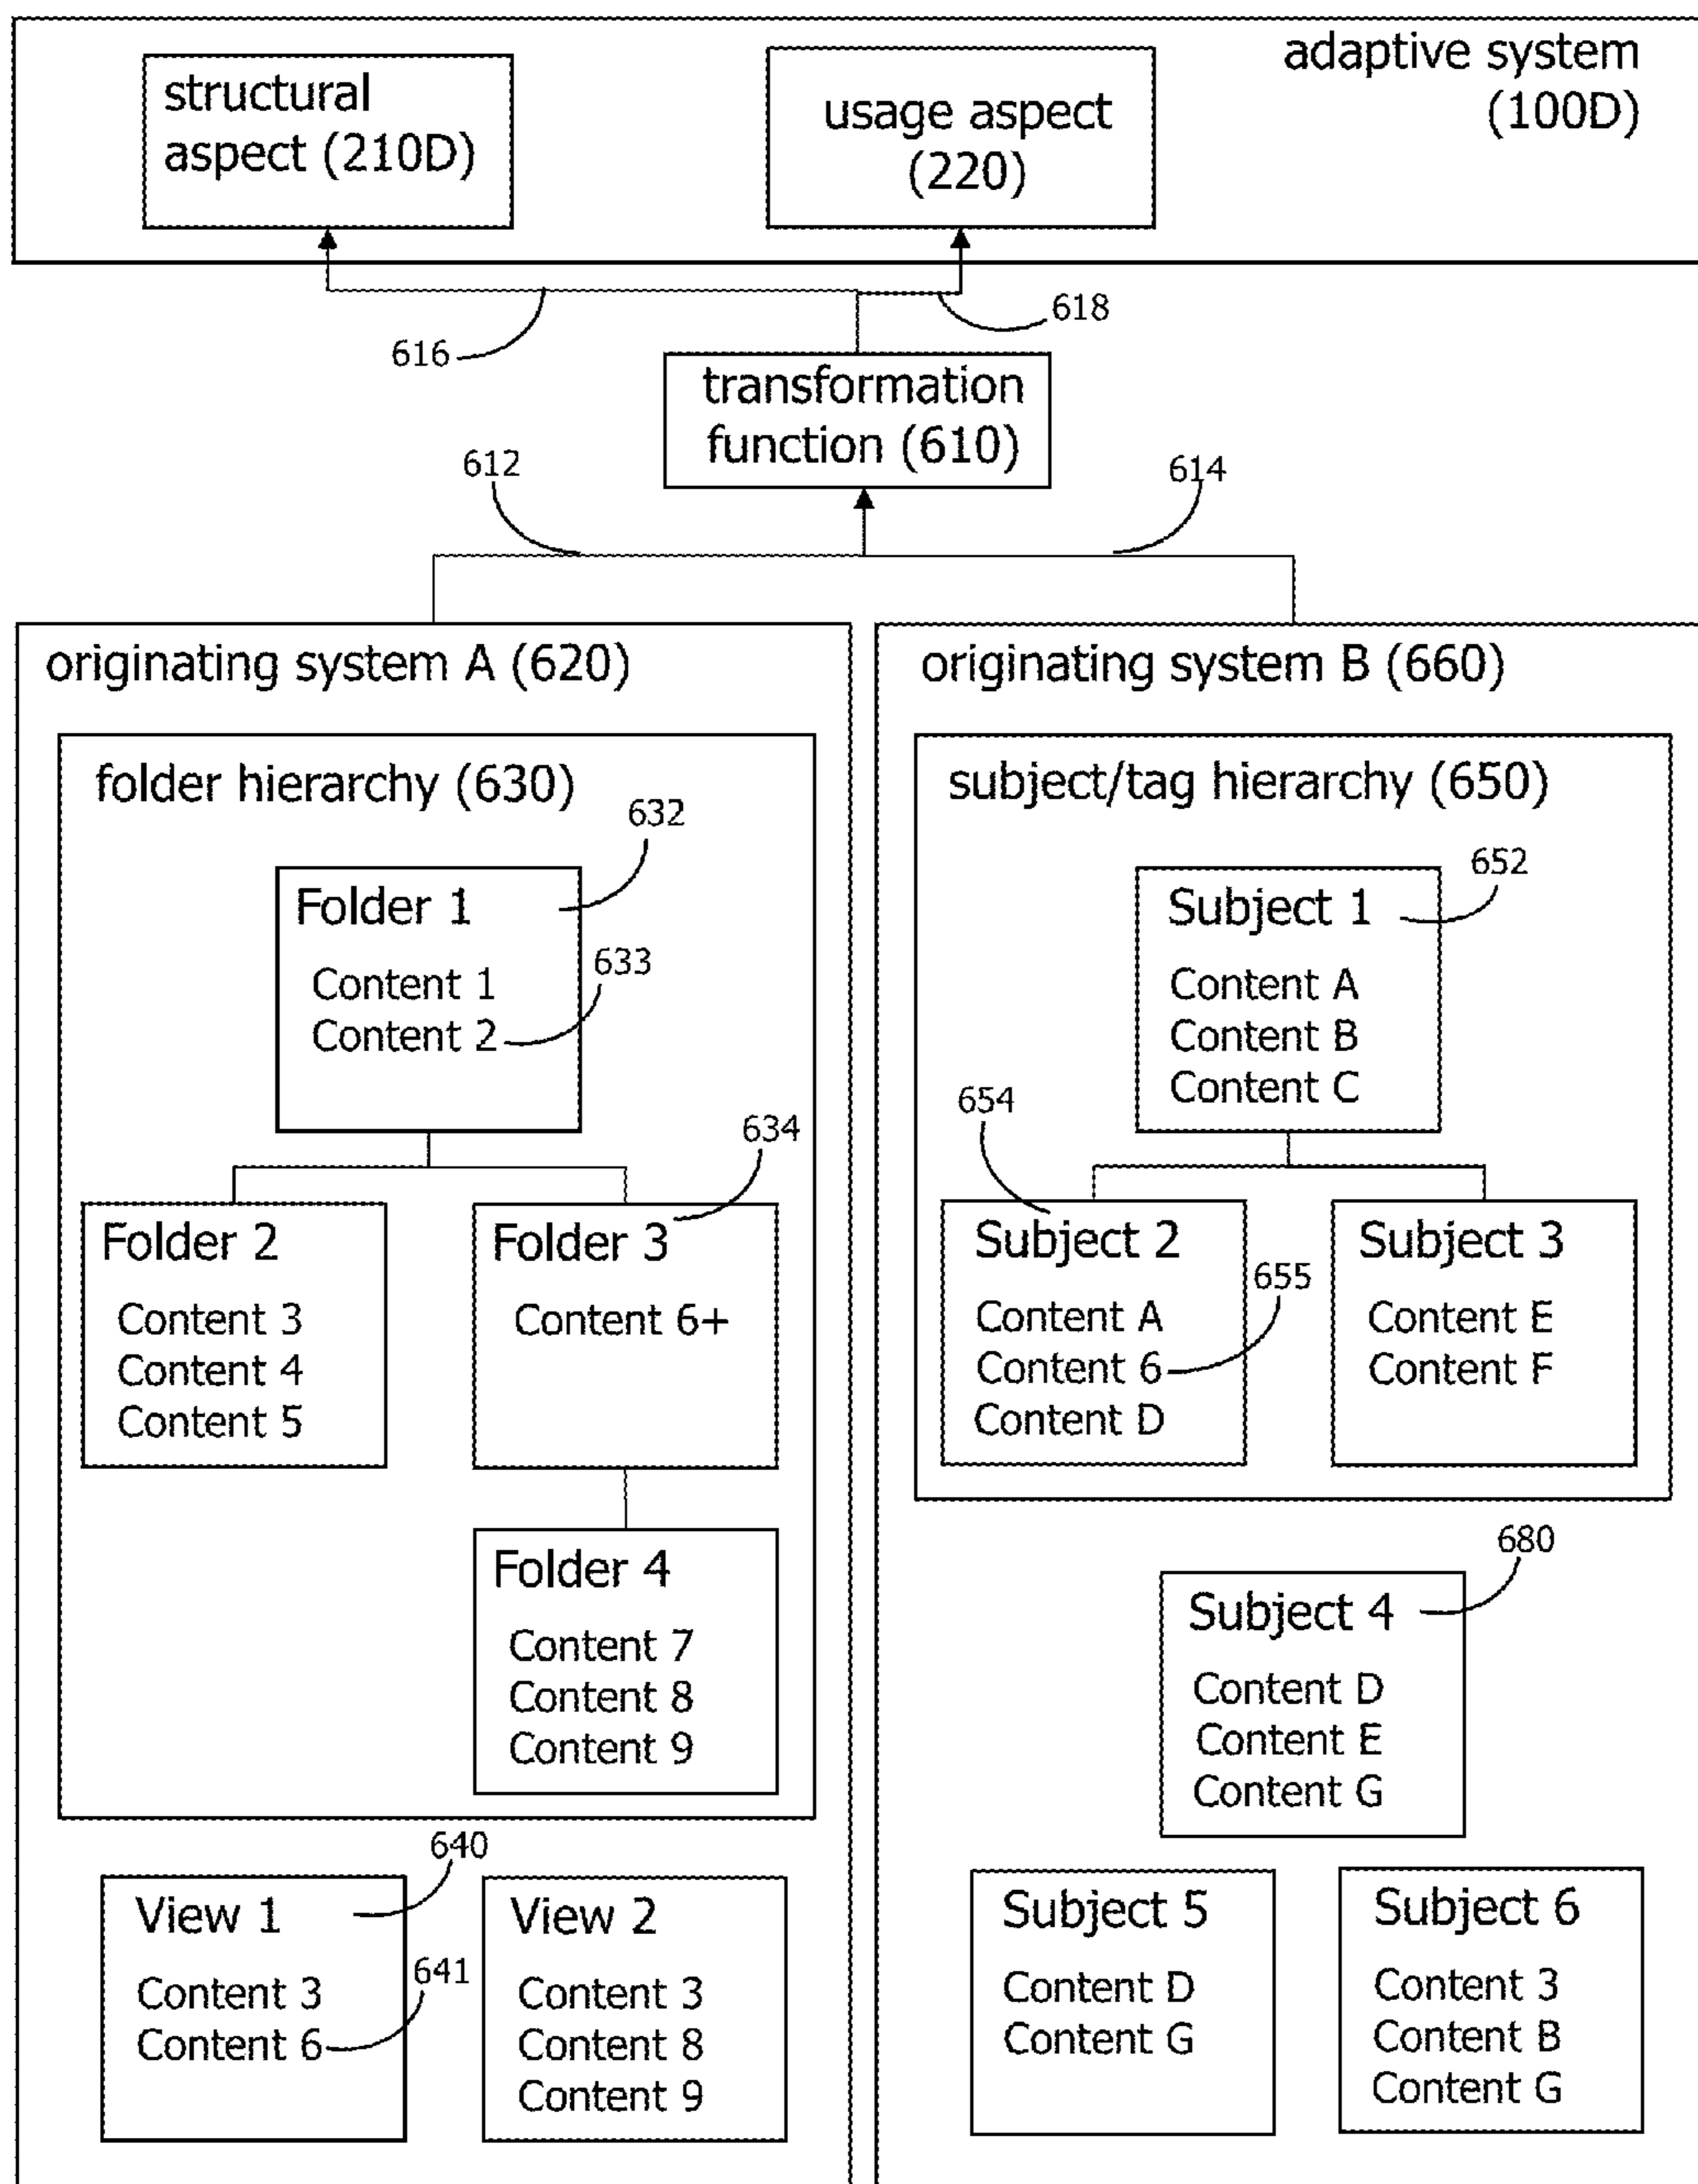 structural
aspect (210D)
usage aspect
(220)
adaptive system
(100D)
616
618
transformation
function (610)
612
614
originating system A (620)
folder hierarchy (630)
632
Folder 1
Content 1
633
Content 2
634
Folder 2
Content 3
Content 4
Content 5
Folder 3
Content 6+
Folder 4
Content 7
Content 8
Content 9
640
View 1
Content 3
641
Content 6
View 2
Content 3
Content 8
Content 9
originating system B (660)
subject/tag hierarchy (650)
652
Subject 1
Content A
Content B
Content C
654
Subject 2
655
Content A
Content 6
Content D
Subject 3
Content E
Content F
680
Subject 4
Content D
Content E
Content G
Subject 5
Content D
Content G
Subject 6
Content 3
Content B
Content G